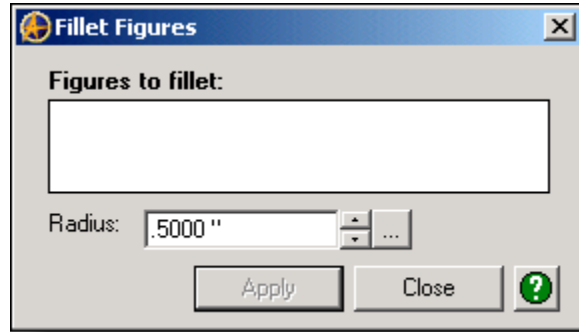 Fillet Figures
Figures to fillet:
Radius: .5000 "
...
Apply Close ?